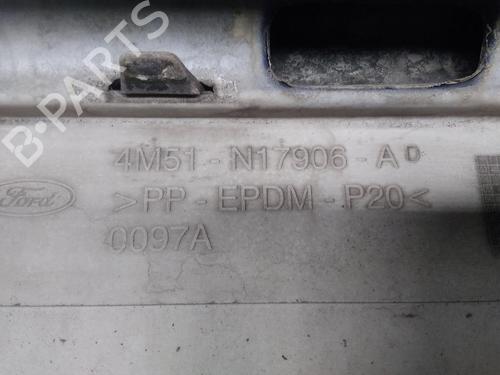 B-PARTS
4M51-N17906-AD
Ford
>PP-EPDM-P20<
0097A